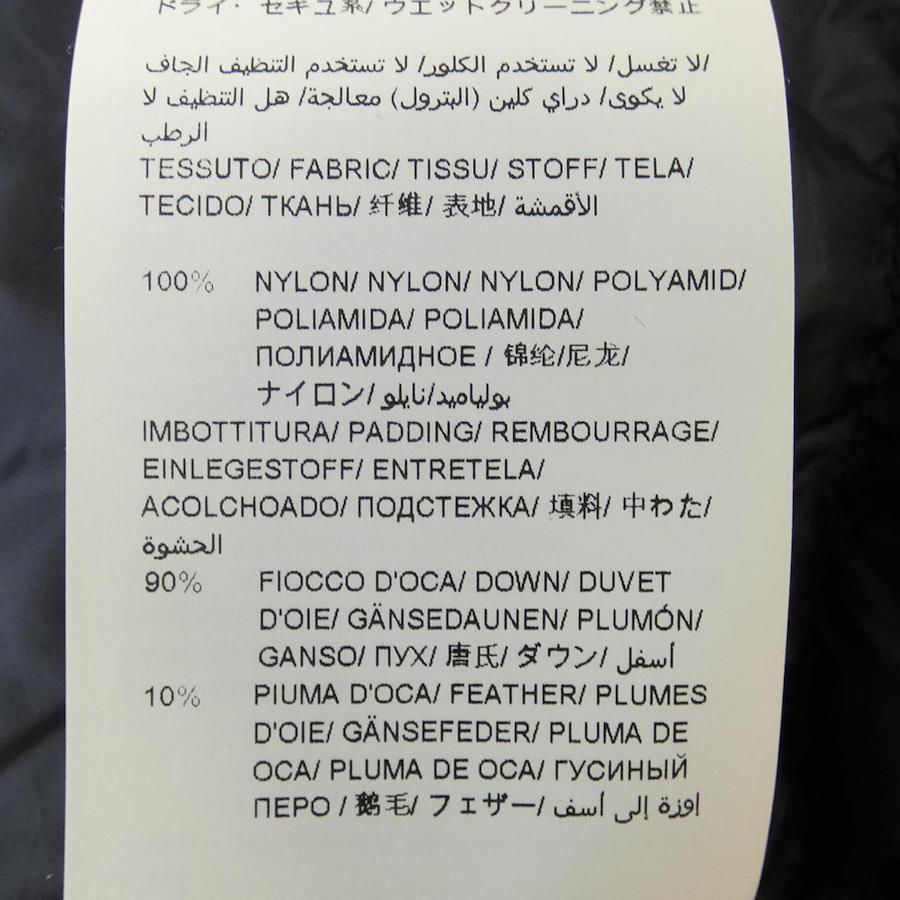 ドライ・セキユ系/ ウエットクリーニング禁止
لا تغسل/ لا تستخدم الكلور/ لا تستخدم التنظيف الجاف/
لا يكوى/ دراي كلين (البترول) معالجة/ هل التنظيف لا
الرطب
TESSUTO/ FABRIC/ TISSU/ STOFF/ TELA/
TECIDO/ ТКАНЬ/ 纤维/ 表地/ الأقمشة
100% NYLON/ NYLON/ NYLON/ POLYAMID/
POLIAMIDA/ POLIAMIDA/
ПОЛИАМИДНОЕ / 锦纶/尼龙/
ナイロン/ بولياميد/نايلو
IMBOTTITURA/ PADDING/ REMBOURRAGE/
EINLEGESTOFF/ ENTRETELA/
ACOLCHOADO/ ПОДСТЕЖКА/ 填料/ 中わた/
الحشوة
90% FIOCCO D'OCA/ DOWN/ DUVET
D'OIE/ GÄNSEDAUNEN/ PLUMÓN/
GANSO/ ПУХ/ 唐氏/ ダウン/ أسفل
10% PIUMA D'OCA/ FEATHER/ PLUMES
D'OIE/ GÄNSEFEDER/ PLUMA DE
OCA/ PLUMA DE OCA/ ГУСИНЫЙ
ПЕРО / 鹅毛/ フェザー/ إوزة إلى أسف